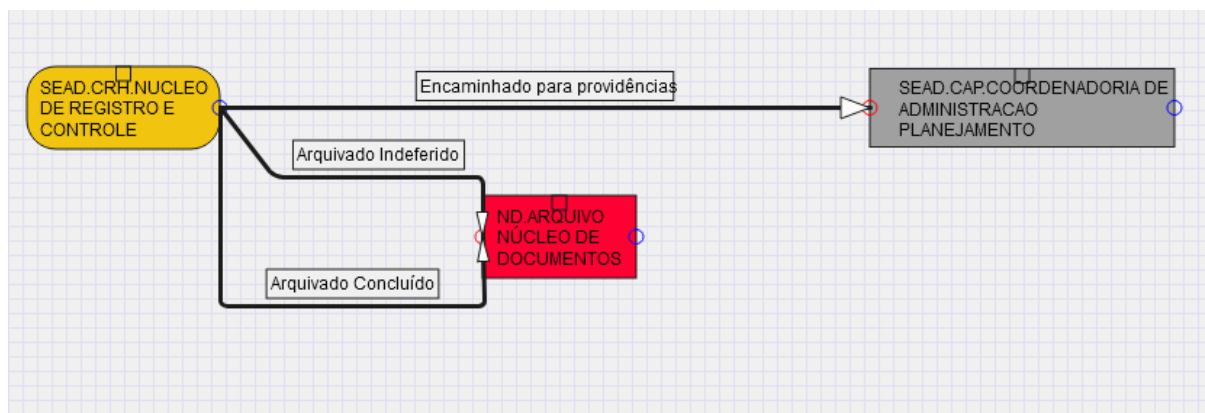 SEAD.CRH.NUCLEO
DE REGISTRO E
CONTROLE
Encaminhado para providências
SEAD.CAP.COORDENADORIA DE
ADMINISTRACAO
PLANEJAMENTO
Arquivado Indeferido
ND.ARQUIVO
NÚCLEO DE
DOCUMENTOS
Arquivado Concluído